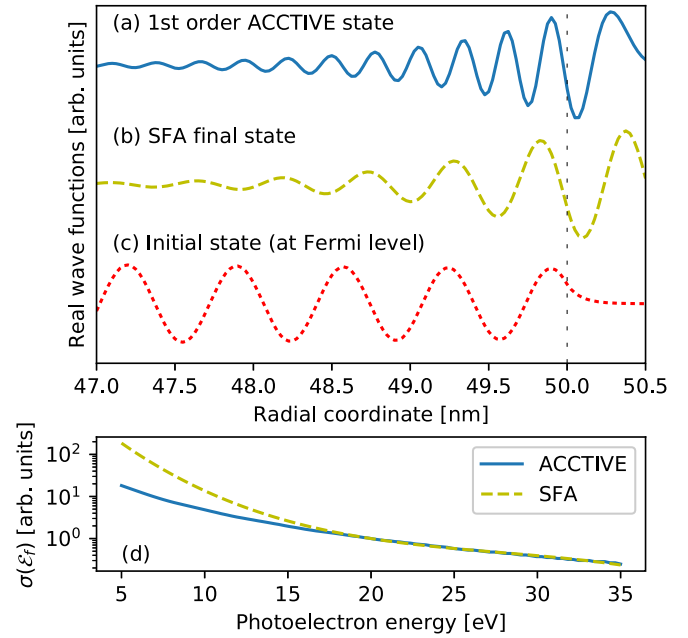 (a) 1st order ACCTIVE state
(b) SFA final state
(c) Initial state (at Fermi level)
Real wave functions [arb. units]
47.0 47.5 48.0 48.5 49.0 49.5 50.0 50.5
Radial coordinate [nm]
σ(ℰf) [arb. units]
10²
10¹
10⁰
ACCTIVE
SFA
(d)
5 10 15 20 25 30 35
Photoelectron energy [eV]